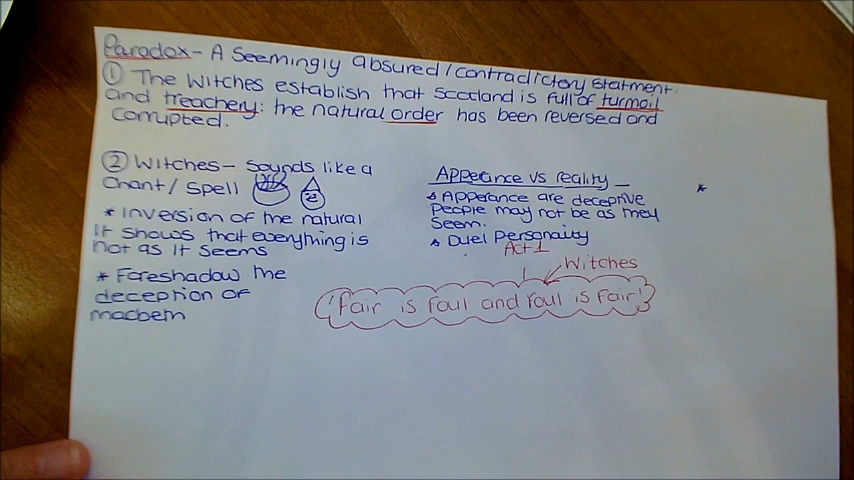 Paradox - A Seemingly absured/contradictory statment.
① The Witches establish that Scotland is full of turmoil
and treachery: the natural order has been reversed and
corrupted.
② Witches - Sounds like a
Chant/Spell
* Inversion of the natural
It shows that everything is
not as it seems
* Foreshadow the
deception of
macbeth
Apperance vs reality
* Apperance are deceptive
People may not be as they
Seem.
* Duel Personality
Act 1
Witches
'Fair is Foul and Foul is Fair'
*